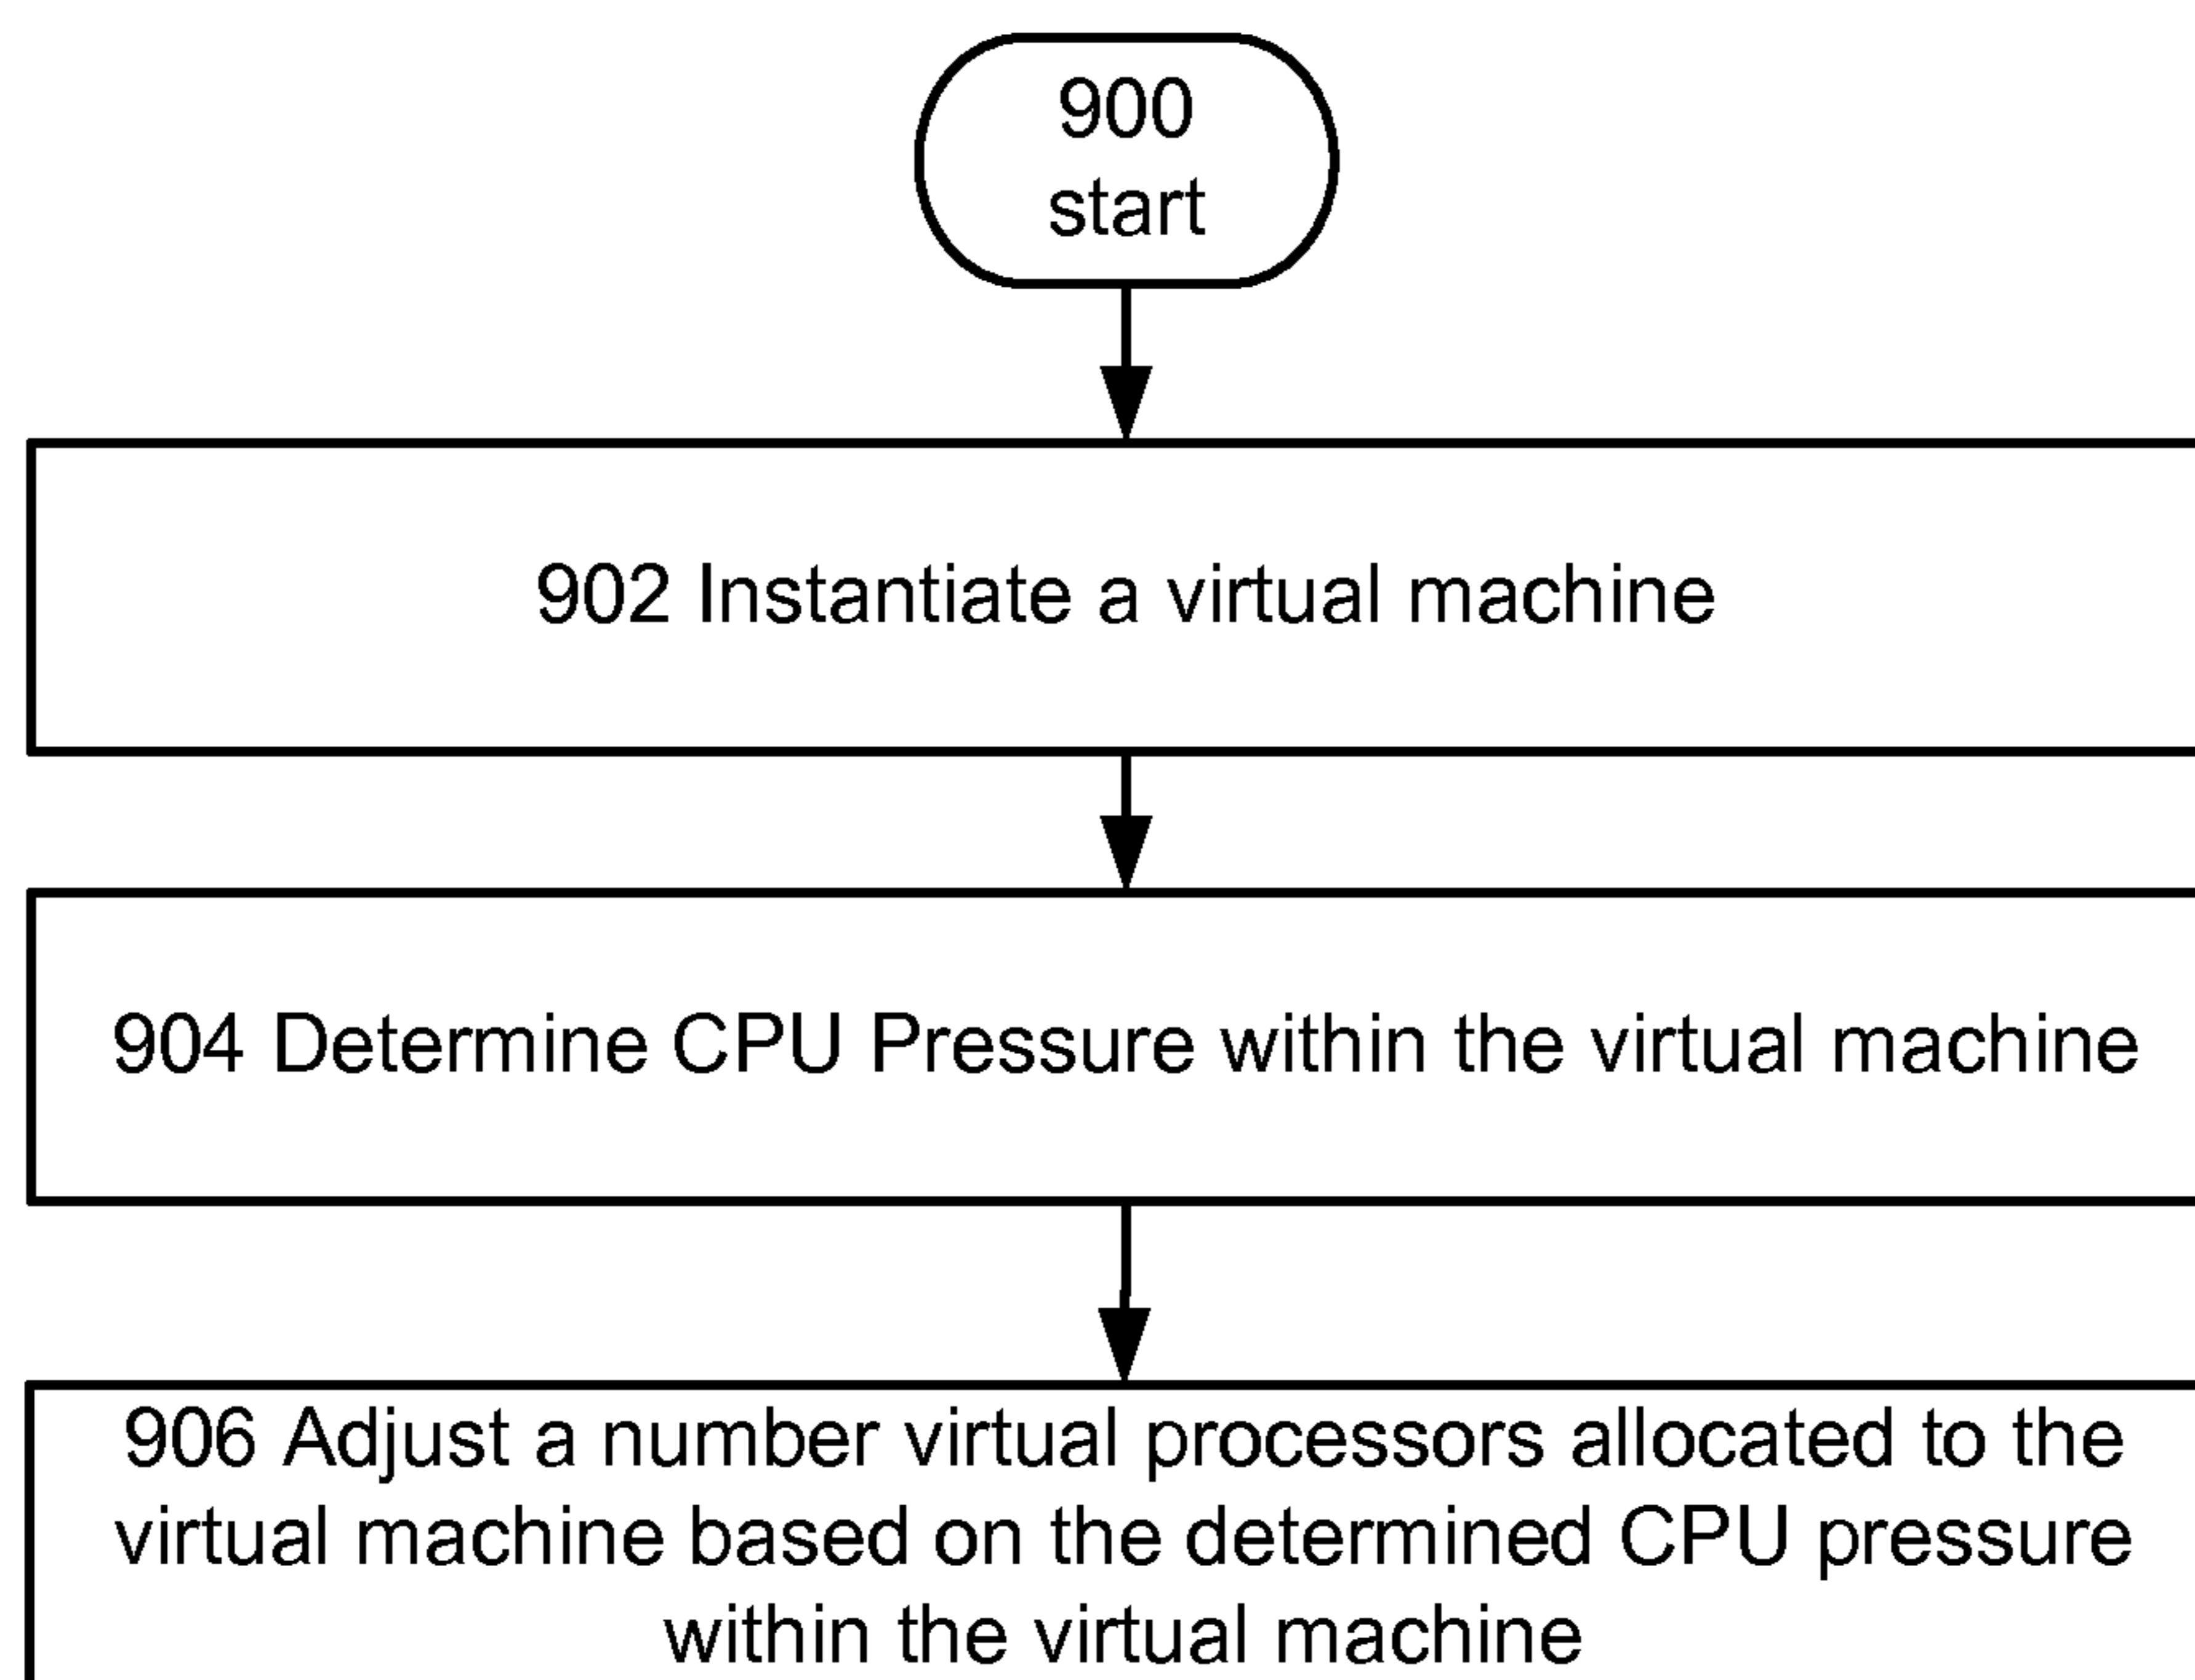 900
start
902 Instantiate a virtual machine
904 Determine CPU Pressure within the virtual machine
906 Adjust a number virtual processors allocated to the
virtual machine based on the determined CPU pressure
within the virtual machine